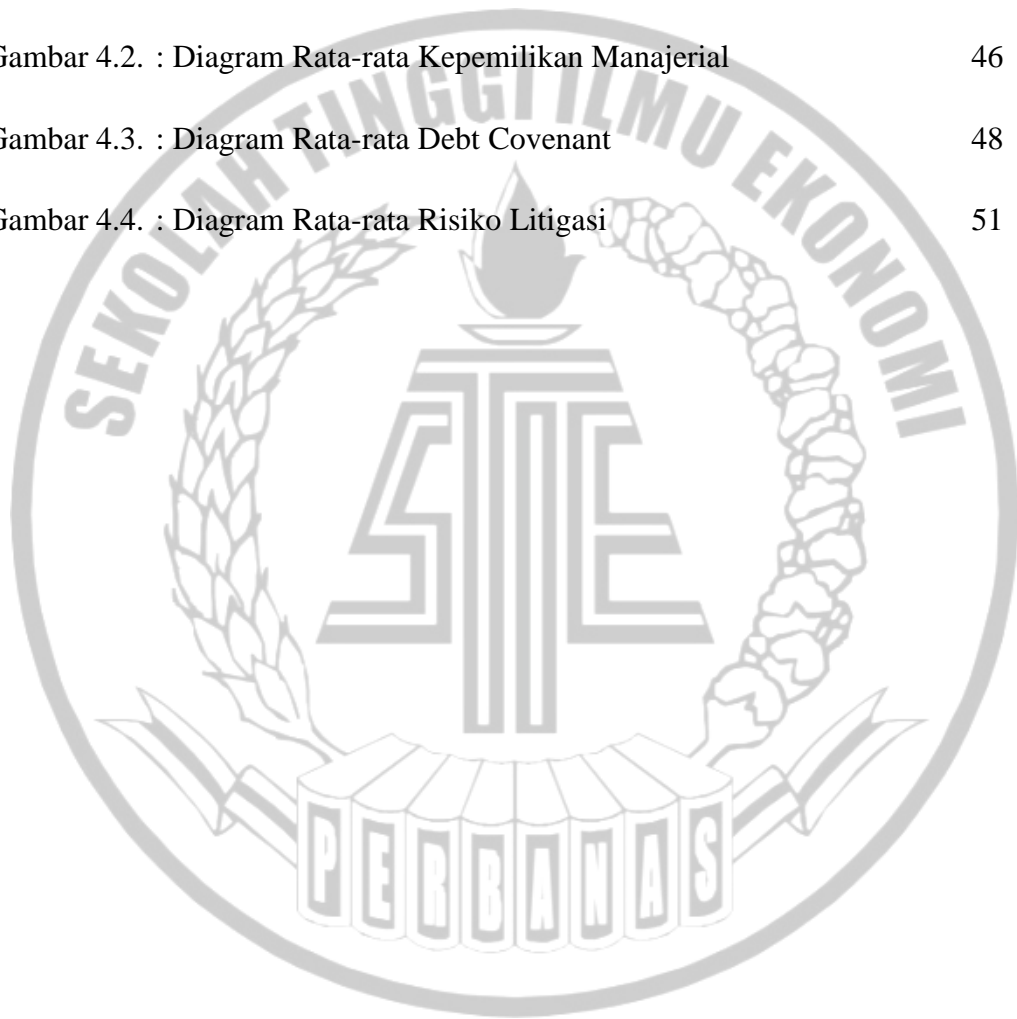 Gambar 4.2. : Diagram Rata-rata Kepemilikan Manajerial 46
Gambar 4.3. : Diagram Rata-rata Debt Covenant 48
Gambar 4.4. : Diagram Rata-rata Risiko Litigasi 51
SEKOLAH TINGGI ILMU EKONOMI
STIE
PERBANAS